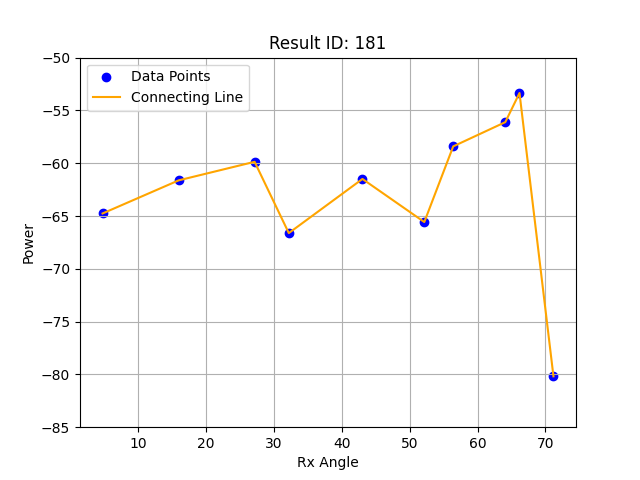 Result ID: 181
Data Points
Connecting Line
Power
−50
−55
−60
−65
−70
−75
−80
−85
10 20 30 40 50 60 70
Rx Angle